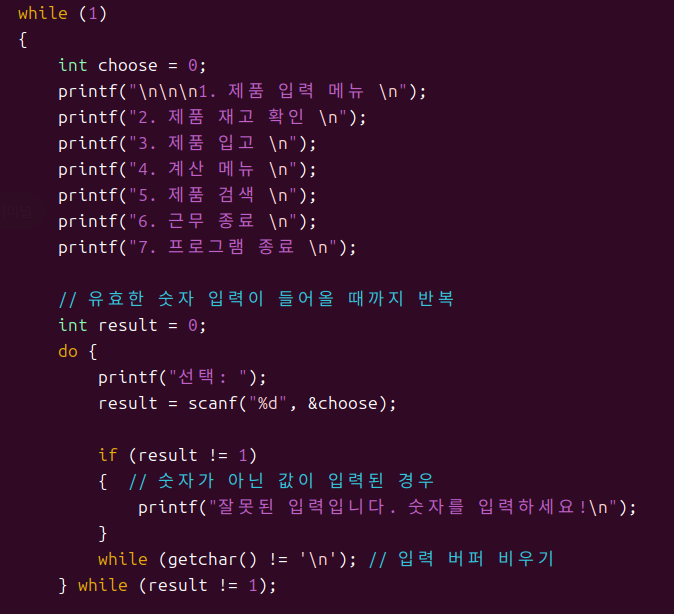 while (1)
{
    int choose = 0;
    printf("\n\n\n1. 제품 입력 메뉴 \n");
    printf("2. 제품 재고 확인 \n");
    printf("3. 제품 입고 \n");
    printf("4. 계산 메뉴 \n");
    printf("5. 제품 검색 \n");
    printf("6. 근무 종료 \n");
    printf("7. 프로그램 종료 \n");

    // 유효한 숫자 입력이 들어올 때까지 반복
    int result = 0;
    do {
        printf("선택: ");
        result = scanf("%d", &choose);

        if (result != 1)
        {  // 숫자가 아닌 값이 입력된 경우
            printf("잘못된 입력입니다. 숫자를 입력하세요!\n");
        }
        while (getchar() != '\n'); // 입력 버퍼 비우기
    } while (result != 1);